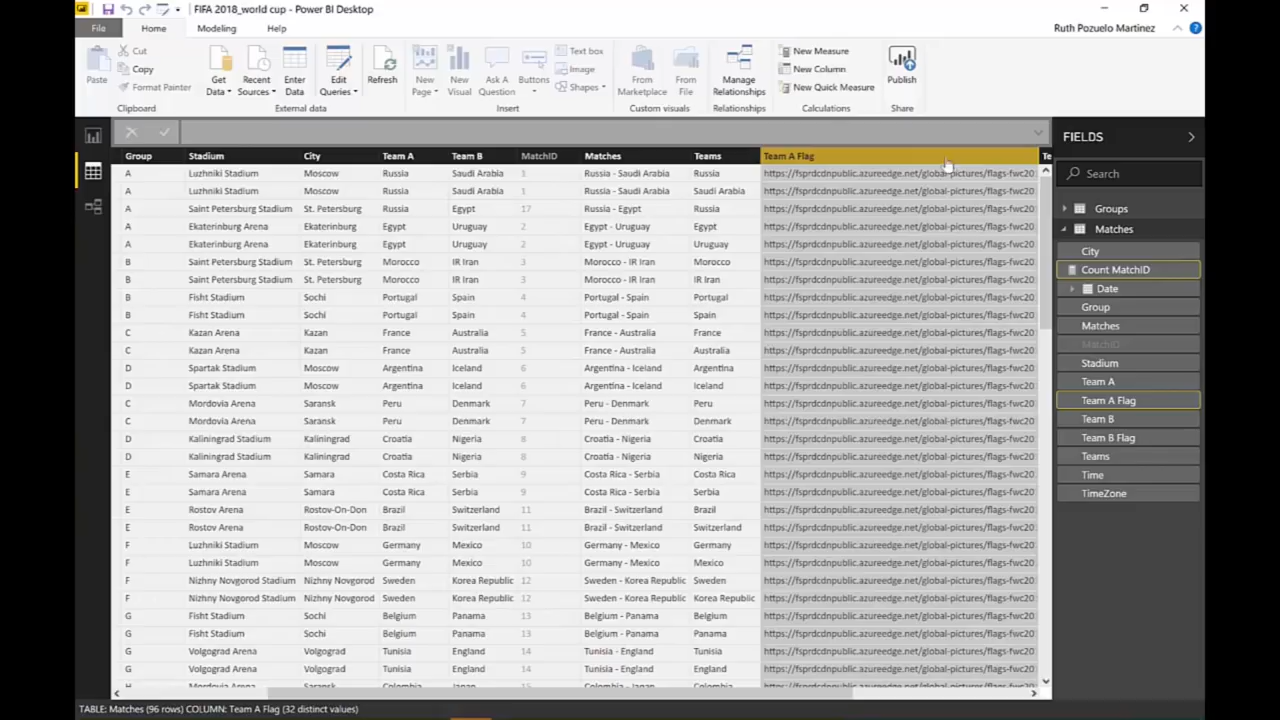 FIFA 2018_world cup - Power BI Desktop
File Home Modeling Help Ruth Pozuelo Martinez
Paste Cut Copy Format Painter Get Data Recent Sources Enter Data Edit Queries Refresh New Page New Visual Ask A Question Buttons Text box Image Shapes From Marketplace From File Manage Relationships New Measure New Column New Quick Measure Publish
Clipboard External data Insert Custom visuals Relationships Calculations Share
Group Stadium City Team A Team B MatchID Matches Teams Team A Flag Te
A Luzhniki Stadium Moscow Russia Saudi Arabia 1 Russia - Saudi Arabia Russia https://fsprdcdnpublic.azureedge.net/global-pictures/flags-fwc20
A Luzhniki Stadium Moscow Russia Saudi Arabia 1 Russia - Saudi Arabia Saudi Arabia https://fsprdcdnpublic.azureedge.net/global-pictures/flags-fwc20
A Saint Petersburg Stadium St. Petersburg Russia Egypt 17 Russia - Egypt Russia https://fsprdcdnpublic.azureedge.net/global-pictures/flags-fwc20
A Ekaterinburg Arena Ekaterinburg Egypt Uruguay 2 Egypt - Uruguay Egypt https://fsprdcdnpublic.azureedge.net/global-pictures/flags-fwc20
A Ekaterinburg Arena Ekaterinburg Egypt Uruguay 2 Egypt - Uruguay Uruguay https://fsprdcdnpublic.azureedge.net/global-pictures/flags-fwc20
B Saint Petersburg Stadium St. Petersburg Morocco IR Iran 3 Morocco - IR Iran Morocco https://fsprdcdnpublic.azureedge.net/global-pictures/flags-fwc20
B Saint Petersburg Stadium St. Petersburg Morocco IR Iran 3 Morocco - IR Iran IR Iran https://fsprdcdnpublic.azureedge.net/global-pictures/flags-fwc20
B Fisht Stadium Sochi Portugal Spain 4 Portugal - Spain Portugal https://fsprdcdnpublic.azureedge.net/global-pictures/flags-fwc20
B Fisht Stadium Sochi Portugal Spain 4 Portugal - Spain Spain https://fsprdcdnpublic.azureedge.net/global-pictures/flags-fwc20
C Kazan Arena Kazan France Australia 5 France - Australia France https://fsprdcdnpublic.azureedge.net/global-pictures/flags-fwc20
C Kazan Arena Kazan France Australia 5 France - Australia Australia https://fsprdcdnpublic.azureedge.net/global-pictures/flags-fwc20
D Spartak Stadium Moscow Argentina Iceland 6 Argentina - Iceland Argentina https://fsprdcdnpublic.azureedge.net/global-pictures/flags-fwc20
D Spartak Stadium Moscow Argentina Iceland 6 Argentina - Iceland Iceland https://fsprdcdnpublic.azureedge.net/global-pictures/flags-fwc20
C Mordovia Arena Saransk Peru Denmark 7 Peru - Denmark Peru https://fsprdcdnpublic.azureedge.net/global-pictures/flags-fwc20
C Mordovia Arena Saransk Peru Denmark 7 Peru - Denmark Denmark https://fsprdcdnpublic.azureedge.net/global-pictures/flags-fwc20
D Kaliningrad Stadium Kaliningrad Croatia Nigeria 8 Croatia - Nigeria Croatia https://fsprdcdnpublic.azureedge.net/global-pictures/flags-fwc20
D Kaliningrad Stadium Kaliningrad Croatia Nigeria 8 Croatia - Nigeria Nigeria https://fsprdcdnpublic.azureedge.net/global-pictures/flags-fwc20
E Samara Arena Samara Costa Rica Serbia 9 Costa Rica - Serbia Costa Rica https://fsprdcdnpublic.azureedge.net/global-pictures/flags-fwc20
E Samara Arena Samara Costa Rica Serbia 9 Costa Rica - Serbia Serbia https://fsprdcdnpublic.azureedge.net/global-pictures/flags-fwc20
E Rostov Arena Rostov-On-Don Brazil Switzerland 11 Brazil - Switzerland Brazil https://fsprdcdnpublic.azureedge.net/global-pictures/flags-fwc20
E Rostov Arena Rostov-On-Don Brazil Switzerland 11 Brazil - Switzerland Switzerland https://fsprdcdnpublic.azureedge.net/global-pictures/flags-fwc20
F Luzhniki Stadium Moscow Germany Mexico 10 Germany - Mexico Germany https://fsprdcdnpublic.azureedge.net/global-pictures/flags-fwc20
F Luzhniki Stadium Moscow Germany Mexico 10 Germany - Mexico Mexico https://fsprdcdnpublic.azureedge.net/global-pictures/flags-fwc20
F Nizhny Novgorod Stadium Nizhny Novgorod Sweden Korea Republic 12 Sweden - Korea Republic Sweden https://fsprdcdnpublic.azureedge.net/global-pictures/flags-fwc20
F Nizhny Novgorod Stadium Nizhny Novgorod Sweden Korea Republic 12 Sweden - Korea Republic Korea Republic https://fsprdcdnpublic.azureedge.net/global-pictures/flags-fwc20
G Fisht Stadium Sochi Belgium Panama 13 Belgium - Panama Belgium https://fsprdcdnpublic.azureedge.net/global-pictures/flags-fwc20
G Fisht Stadium Sochi Belgium Panama 13 Belgium - Panama Panama https://fsprdcdnpublic.azureedge.net/global-pictures/flags-fwc20
G Volgograd Arena Volgograd Tunisia England 14 Tunisia - England Tunisia https://fsprdcdnpublic.azureedge.net/global-pictures/flags-fwc20
G Volgograd Arena Volgograd Tunisia England 14 Tunisia - England England https://fsprdcdnpublic.azureedge.net/global-pictures/flags-fwc20
H Mordovia Arena Saransk Colombia Japan 15 Colombia - Japan Colombia https://fsprdcdnpublic.azureedge.net/global-pictures/flags-fwc20
FIELDS
Search
Groups
Matches
City
Count MatchID
Date
Group
Matches
MatchID
Stadium
Team A
Team A Flag
Team B
Team B Flag
Teams
Time
TimeZone
TABLE: Matches (96 rows) COLUMN: Team A Flag (32 distinct values)